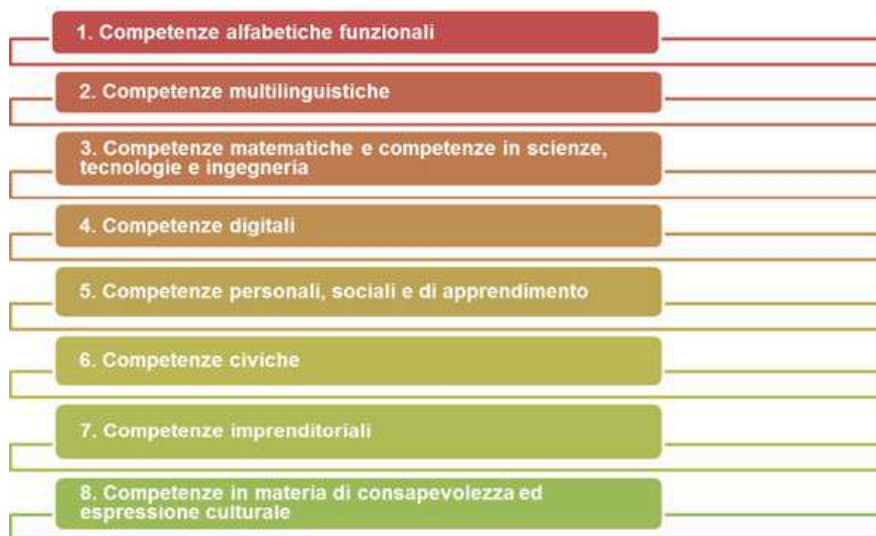 1. Competenze alfabetiche funzionali
2. Competenze multilinguistiche
3. Competenze matematiche e competenze in scienze,
tecnologie e ingegneria
4. Competenze digitali
5. Competenze personali, sociali e di apprendimento
6. Competenze civiche
7. Competenze imprenditoriali
8. Competenze in materia di consapevolezza ed
espressione culturale